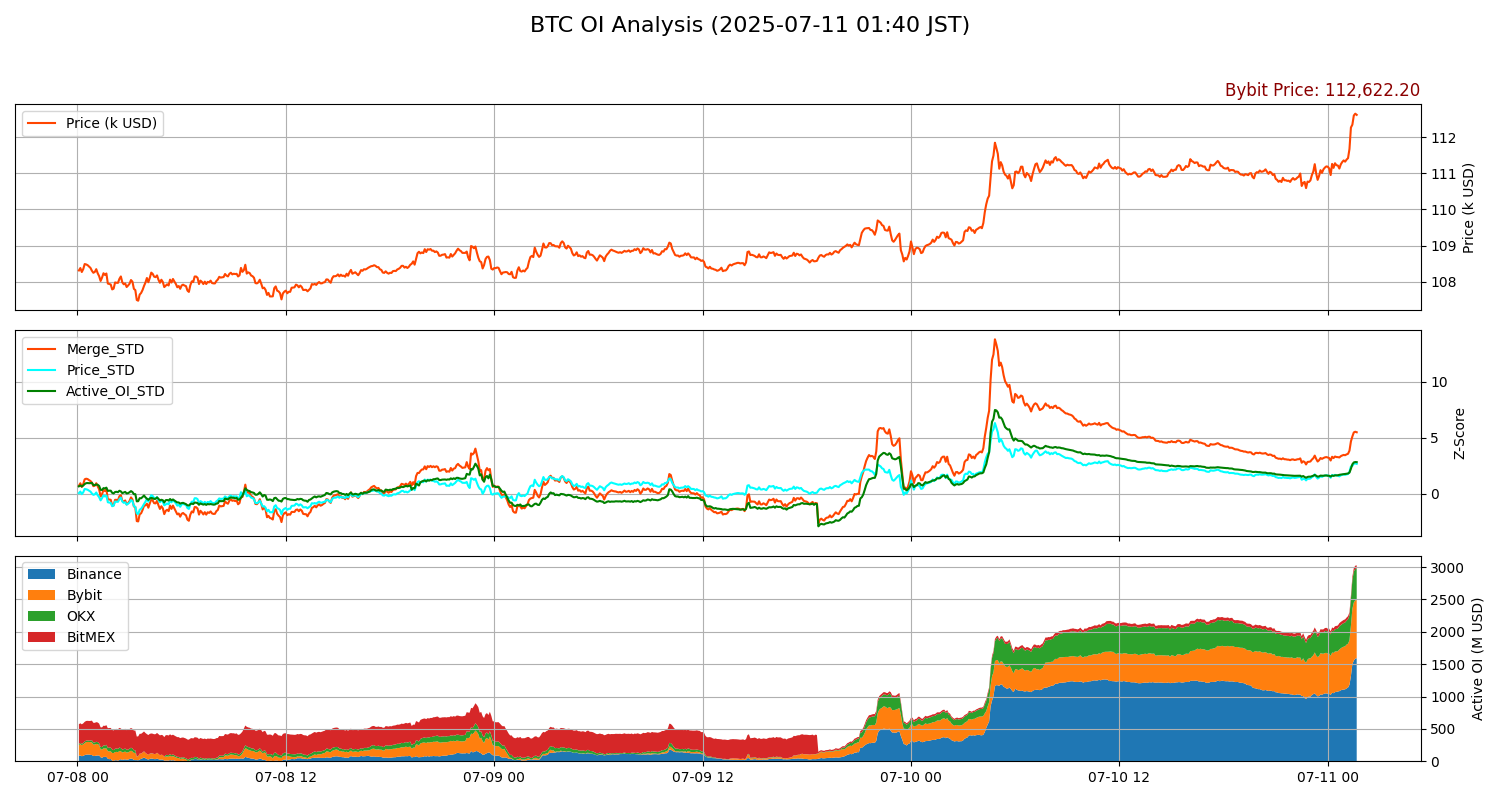 BTC OI Analysis (2025-07-11 01:40 JST)
Bybit Price: 112,622.20
Price (k USD)
112
111
110
109
108
Price (k USD)
Merge_STD
Price_STD
Active_OI_STD
10
5
0
Z-Score
Binance
Bybit
OKX
BitMEX
3000
2500
2000
1500
1000
500
0
Active OI (M USD)
07-08 00
07-08 12
07-09 00
07-09 12
07-10 00
07-10 12
07-11 00